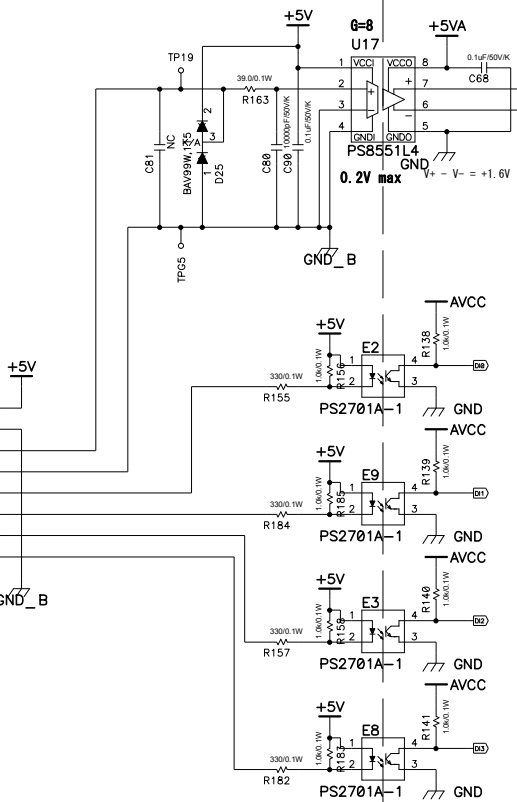 +5V
G=8
U17
+5VA
TP19
39.0/0.1W
R163
1 VCCI VCCO 8
0.1uF/50V/K
C68
2 + + 7
3 − − 6
4 GNDI GNDO 5
PS8551L4
GND
0.2V max
V+ - V- = +1.6V
C81
NC
BAV99W,1
D25
2
3
1
C80
10000pF/50V/K
C90
0.1uF/50V/K
TPG5
GND_B
AVCC
+5V
E2
1.0k/0.1W
R138
1.0k/0.1W
330/0.1W
R155
1
2
4
3
DI0
PS2701A-1
GND
+5V
AVCC
+5V
E9
1.0k/0.1W
R185
1.0k/0.1W
R139
330/0.1W
R184
1
2
4
3
DI1
PS2701A-1
GND
AVCC
+5V
E3
1.0k/0.1W
R158
1.0k/0.1W
R140
330/0.1W
R157
1
2
4
3
DI2
PS2701A-1
GND
GND_B
AVCC
+5V
E8
1.0k/0.1W
R183
1.0k/0.1W
R141
330/0.1W
R182
1
2
4
3
DI3
PS2701A-1
GND